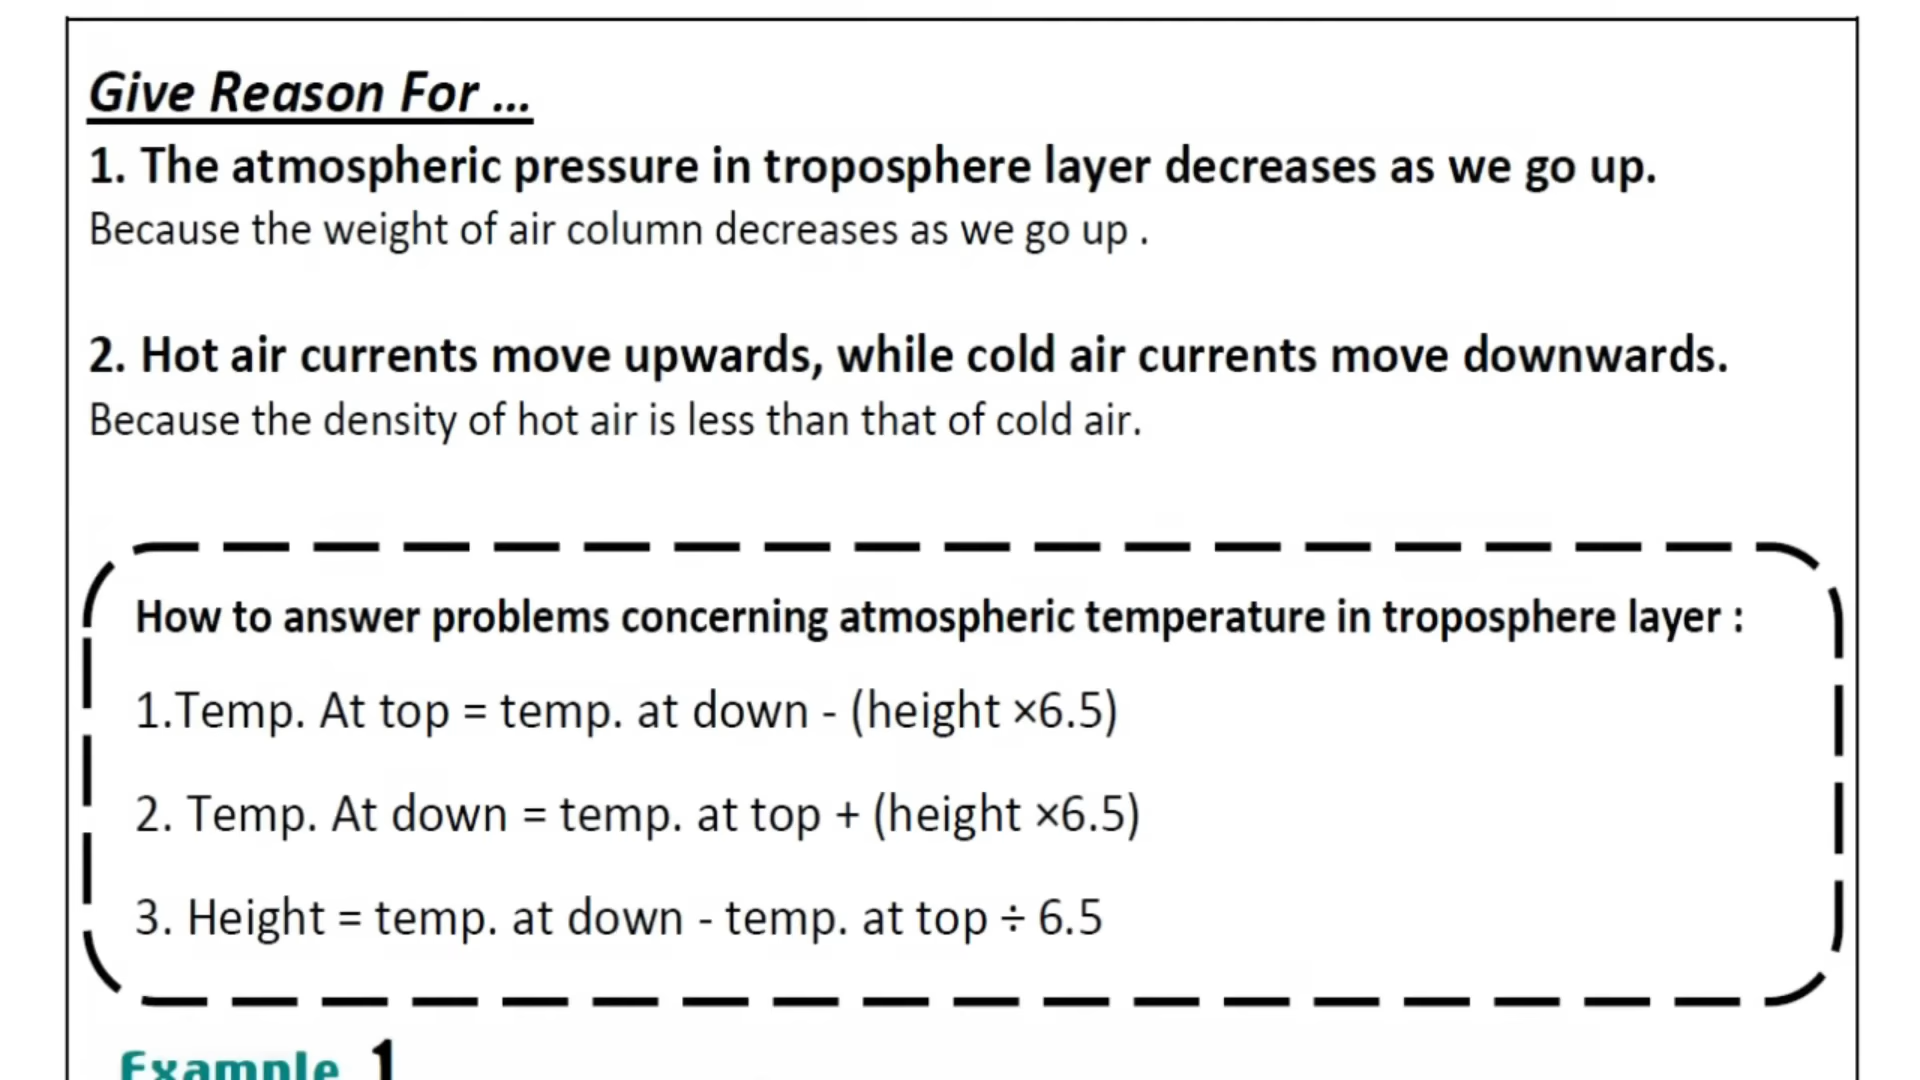 Give Reason For ...
1. The atmospheric pressure in troposphere layer decreases as we go up.
Because the weight of air column decreases as we go up .
2. Hot air currents move upwards, while cold air currents move downwards.
Because the density of hot air is less than that of cold air.
How to answer problems concerning atmospheric temperature in troposphere layer :
1.Temp. At top = temp. at down - (height ×6.5)
2. Temp. At down = temp. at top + (height ×6.5)
3. Height = temp. at down - temp. at top ÷ 6.5
Example 1